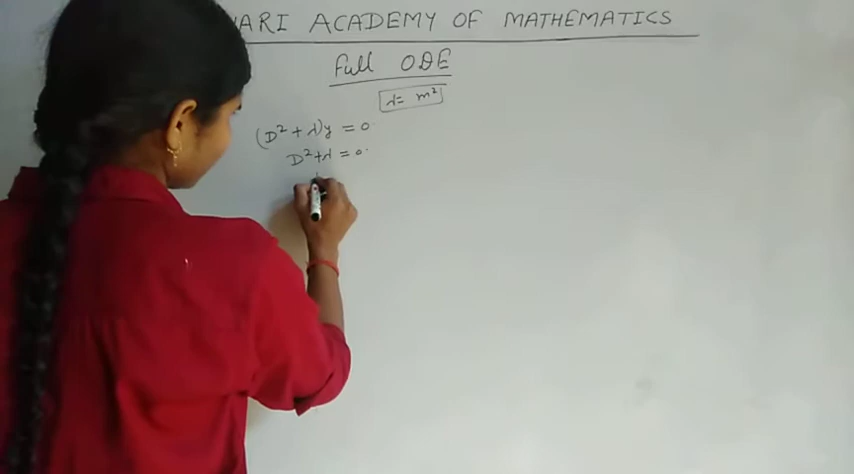 ARI ACADEMY OF MATHEMATICS
Full ODE
λ = m²
(D² + λ)y = 0
D² + λ = 0